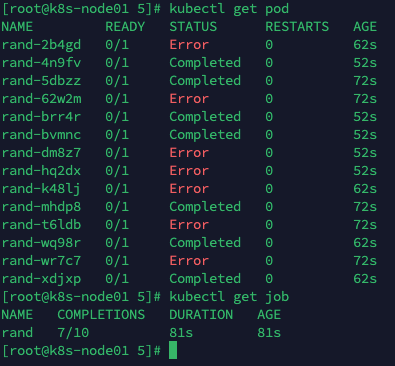 [root@k8s-node01 5]# kubectl get pod
NAME READY STATUS RESTARTS AGE
rand-2b4gd 0/1 Error 0 62s
rand-4n9fv 0/1 Completed 0 52s
rand-5dbzz 0/1 Completed 0 72s
rand-62w2m 0/1 Error 0 72s
rand-brr4r 0/1 Completed 0 52s
rand-bvmnc 0/1 Completed 0 52s
rand-dm8z7 0/1 Error 0 52s
rand-hq2dx 0/1 Error 0 52s
rand-k48lj 0/1 Error 0 62s
rand-mhdp8 0/1 Completed 0 72s
rand-t6ldb 0/1 Error 0 72s
rand-wq98r 0/1 Completed 0 52s
rand-wr7c7 0/1 Error 0 72s
rand-xdjxp 0/1 Completed 0 62s
[root@k8s-node01 5]# kubectl get job
NAME COMPLETIONS DURATION AGE
rand 7/10 81s 81s
[root@k8s-node01 5]#